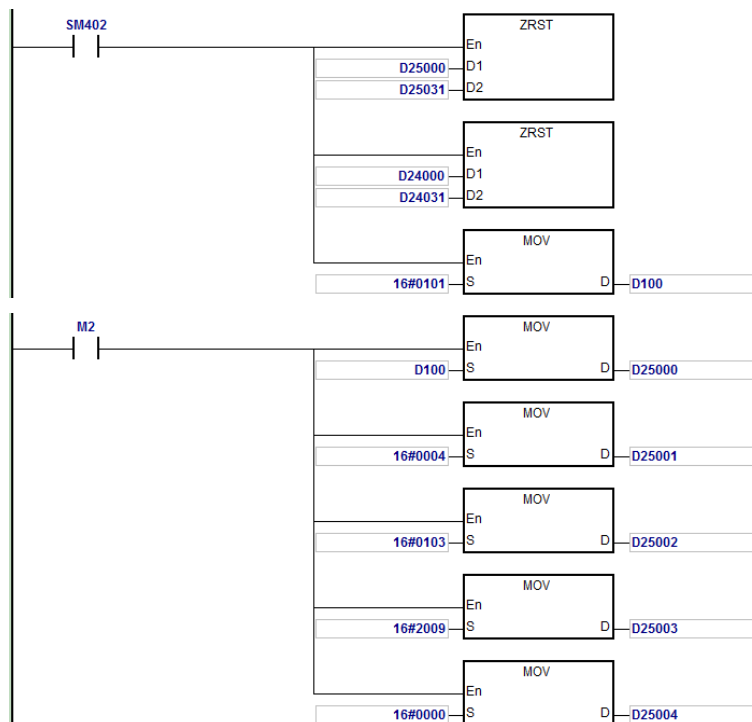 SM402
ZRST
En
D25000 D1
D25031 D2
ZRST
En
D24000 D1
D24031 D2
MOV
En
16#0101 S D D100
M2
MOV
En
D100 S D D25000
MOV
En
16#0004 S D D25001
MOV
En
16#0103 S D D25002
MOV
En
16#2009 S D D25003
MOV
En
16#0000 S D D25004